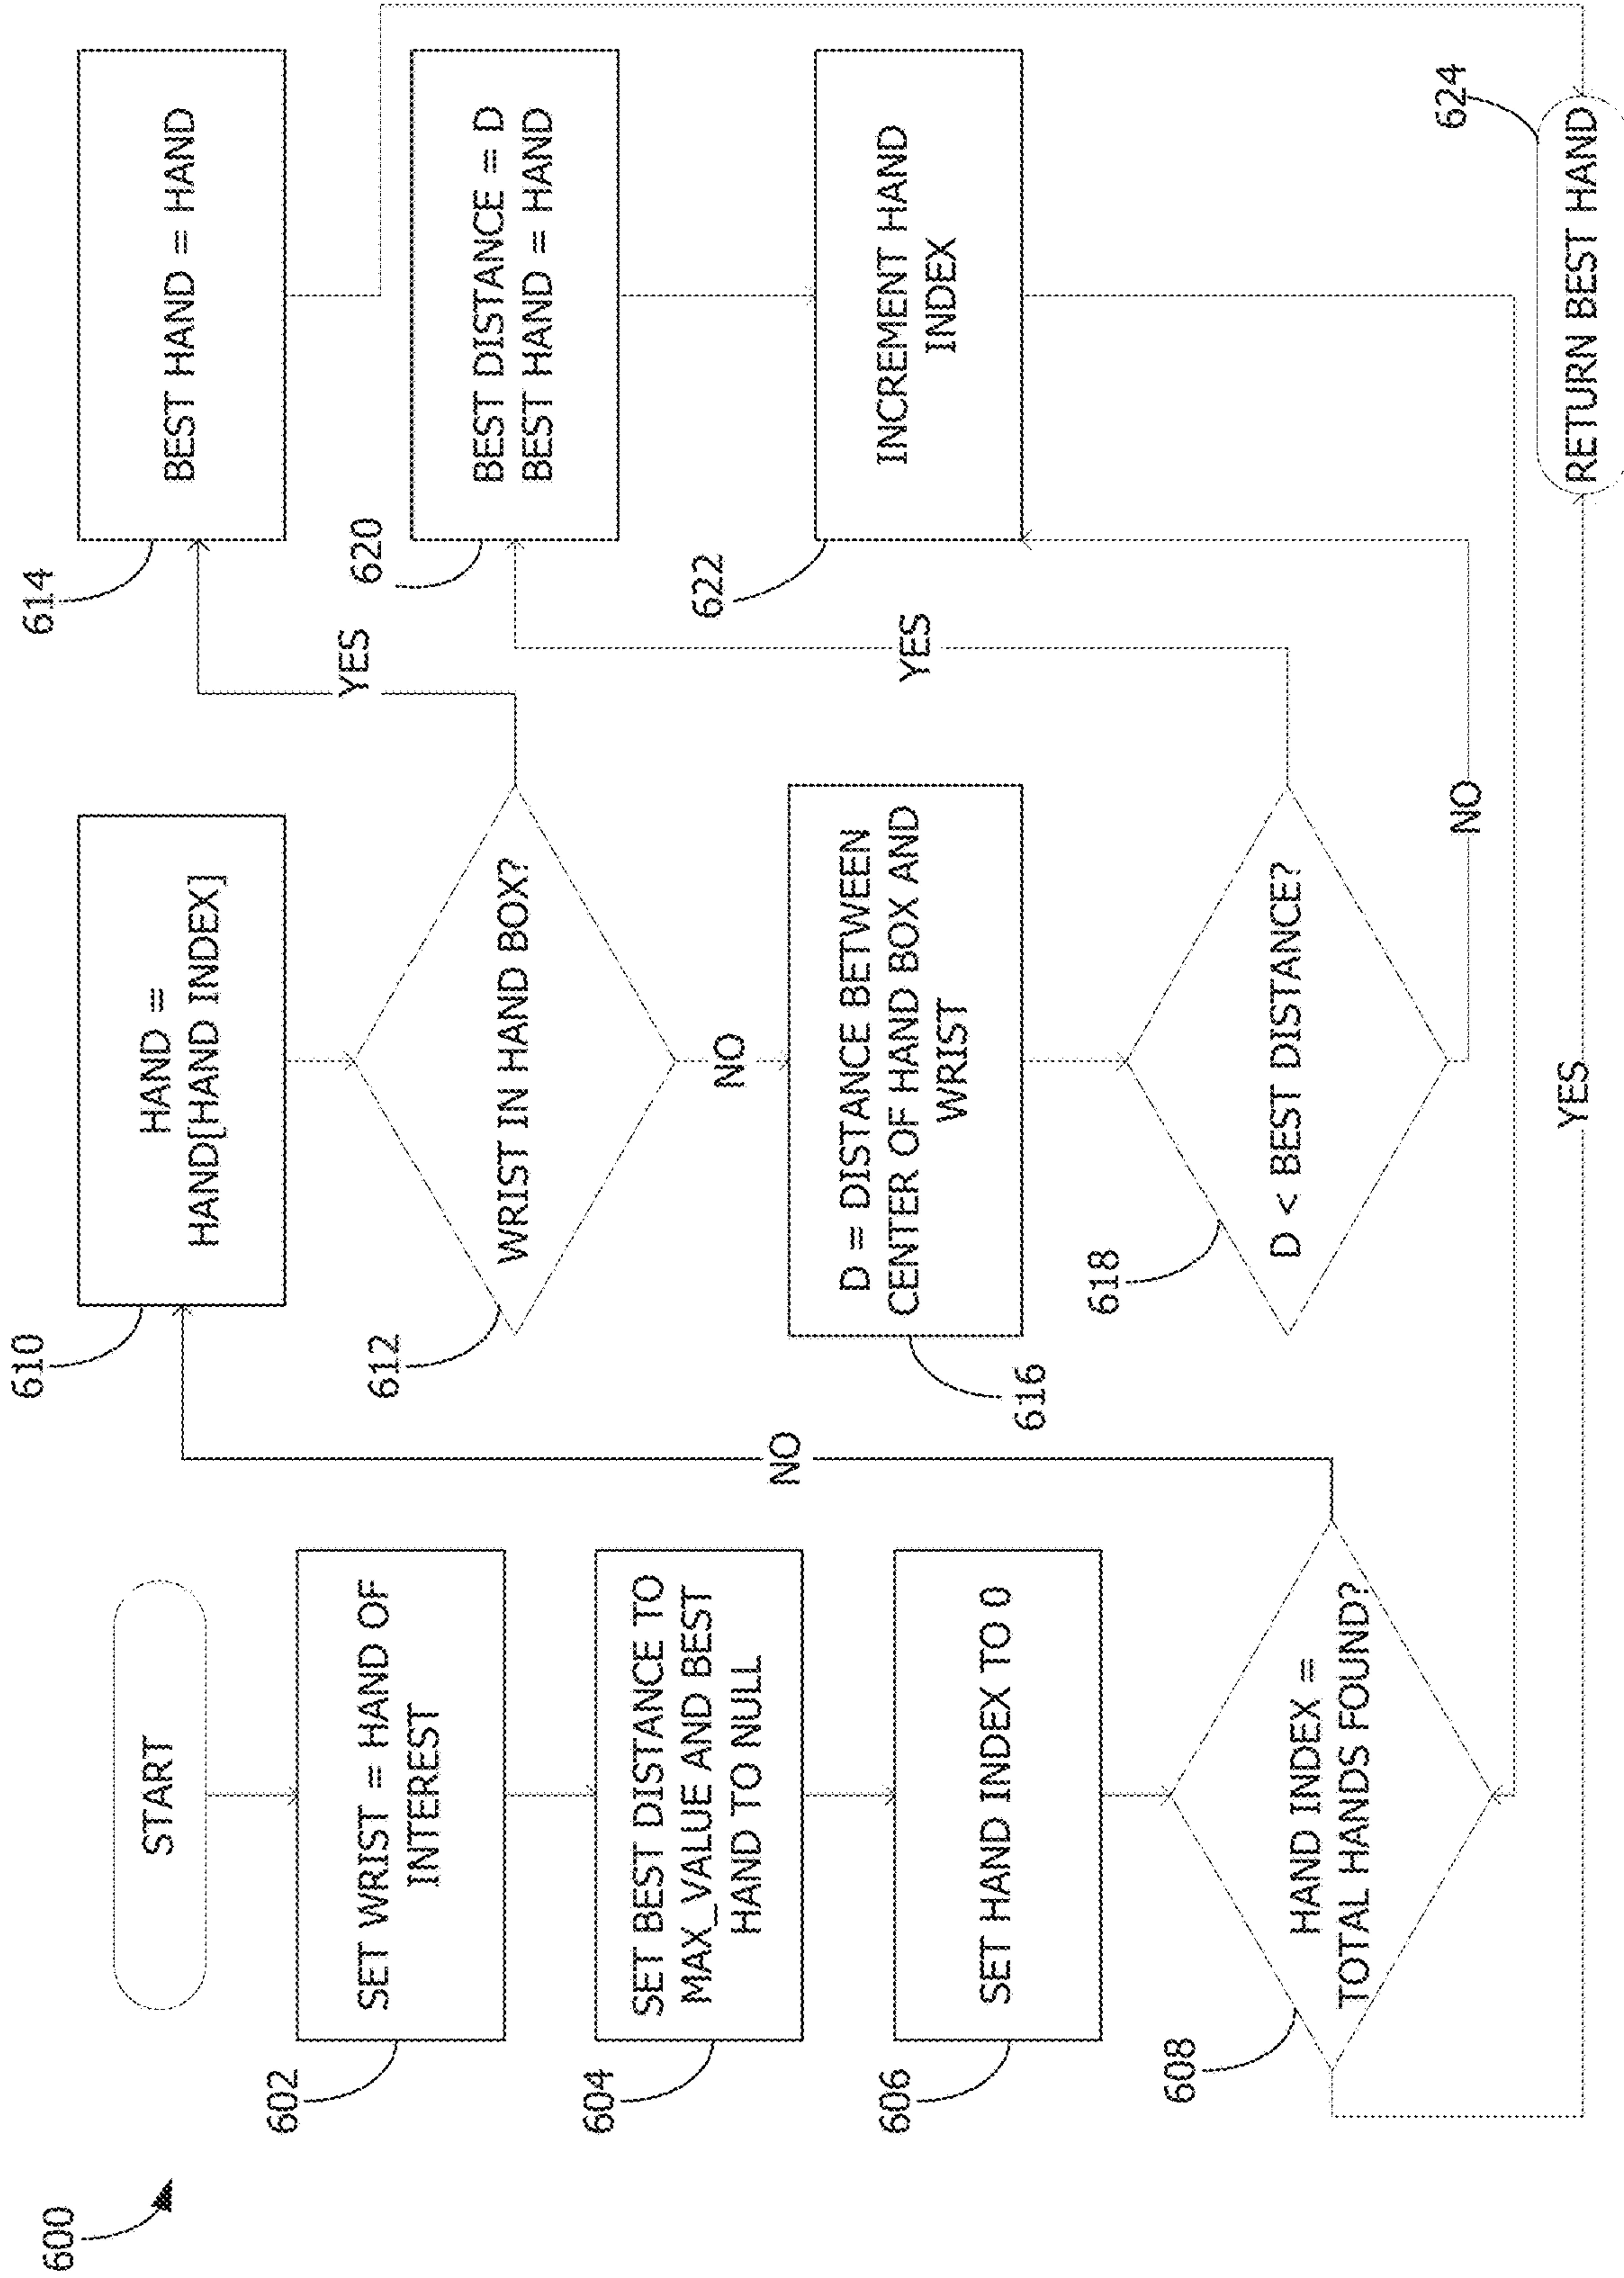 600
START
602
SET WRIST = HAND OF
INTEREST
604
SET BEST DISTANCE TO
MAX_VALUE AND BEST
HAND TO NULL
606
SET HAND INDEX TO 0
608
HAND INDEX =
TOTAL HANDS FOUND?
NO
YES
610
HAND =
HAND[HAND INDEX]
612
WRIST IN HAND BOX?
YES
NO
614
BEST HAND = HAND
616
D = DISTANCE BETWEEN
CENTER OF HAND BOX AND
WRIST
618
D < BEST DISTANCE?
YES
NO
620
BEST DISTANCE = D
BEST HAND = HAND
622
INCREMENT HAND
INDEX
624
RETURN BEST HAND